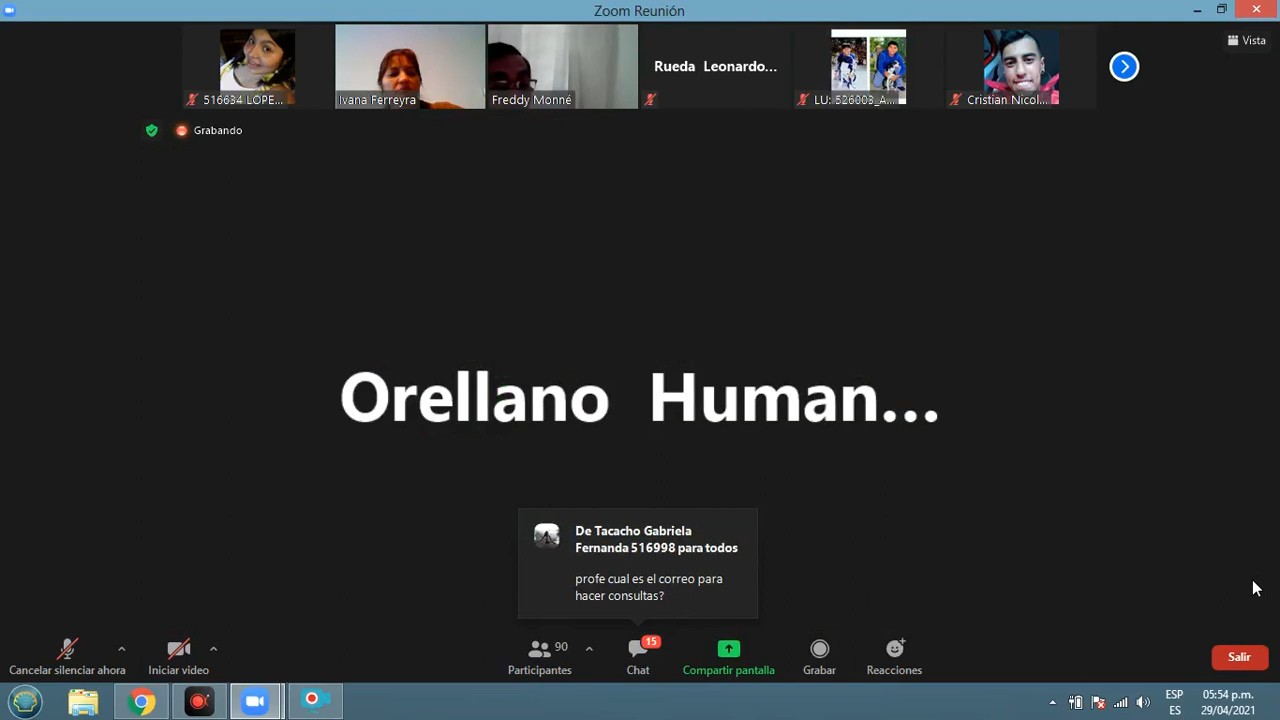 Zoom Reunión
Vista
516634 LOPE...
Ivana Ferreyra
Freddy Monné
Rueda Leonardo...
LU: 526003_A...
Cristian Nicol...
Grabando
Orellano Human...
De Tacacho Gabriela
Fernanda 516998 para todos
profe cual es el correo para
hacer consultas?
Cancelar silenciar ahora
Iniciar video
90
Participantes
15
Chat
Compartir pantalla
Grabar
Reacciones
Salir
ESP
ES
05:54 p.m.
29/04/2021